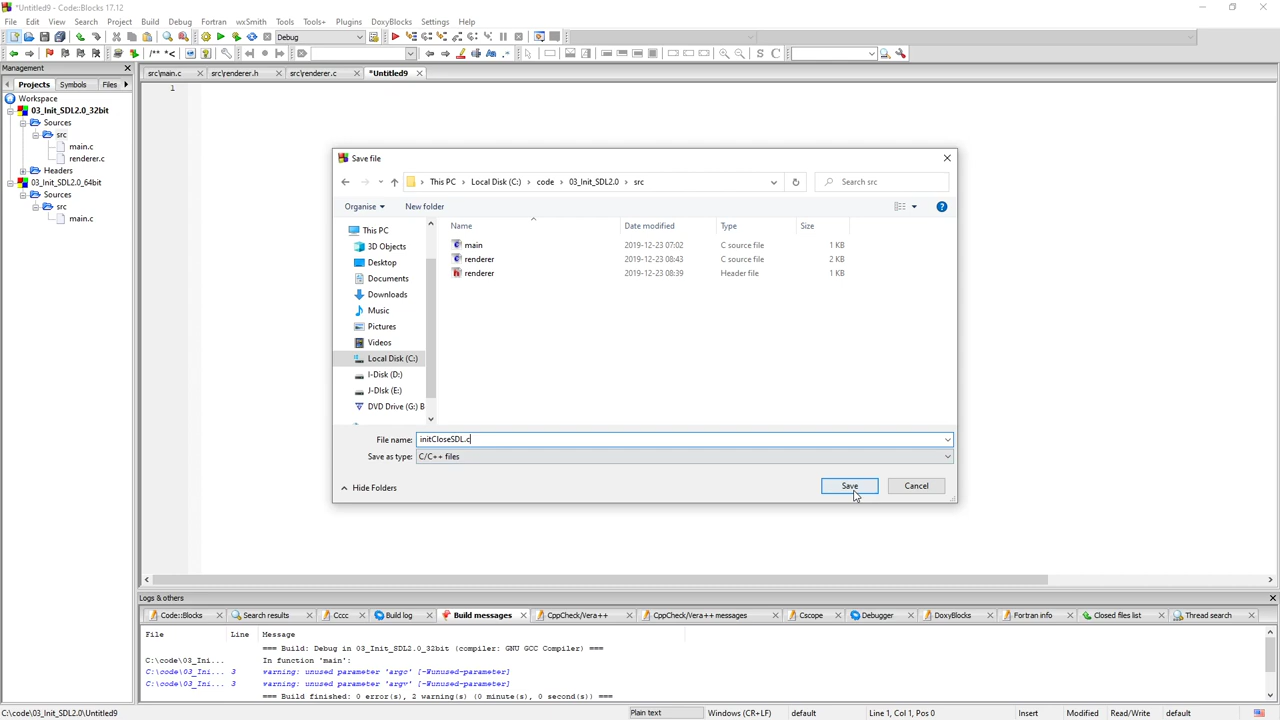 *Untitled9 - Code::Blocks 17.12
File Edit View Search Project Build Debug Fortran wxSmith Tools Tools+ Plugins DoxyBlocks Settings Help
Debug
/** *<
S C
Management
Projects Symbols Files
src\main.c src\renderer.h src\renderer.c *Untitled9
1
Workspace
03_Init_SDL2.0_32bit
Sources
src
main.c
renderer.c
Headers
03_Init_SDL2.0_64bit
Sources
src
main.c
Save file
This PC Local Disk (C:) code 03_Init_SDL2.0 src
Search src
Organise New folder
Name Date modified Type Size
main 2019-12-23 07:02 C source file 1 KB
renderer 2019-12-23 08:43 C source file 2 KB
renderer 2019-12-23 08:39 Header file 1 KB
This PC
3D Objects
Desktop
Documents
Downloads
Music
Pictures
Videos
Local Disk (C:)
I-Disk (D:)
J-DIsk (E:)
DVD Drive (G:) B
File name: initCloseSDL.c
Save as type: C/C++ files
Hide Folders
Save Cancel
Logs & others
Code::Blocks Search results Cccc Build log Build messages CppCheck/Vera++ CppCheck/Vera++ messages Cscope Debugger DoxyBlocks Fortran info Closed files list Thread search
File Line Message
=== Build: Debug in 03_Init_SDL2.0_32bit (compiler: GNU GCC Compiler) ===
C:\code\03_Ini... In function 'main':
C:\code\03_Ini... 3 warning: unused parameter 'argc' [-Wunused-parameter]
C:\code\03_Ini... 3 warning: unused parameter 'argv' [-Wunused-parameter]
=== Build finished: 0 error(s), 2 warning(s) (0 minute(s), 0 second(s)) ===
C:\code\03_Init_SDL2.0\Untitled9 Plain text Windows (CR+LF) default Line 1, Col 1, Pos 0 Insert Modified Read/Write default